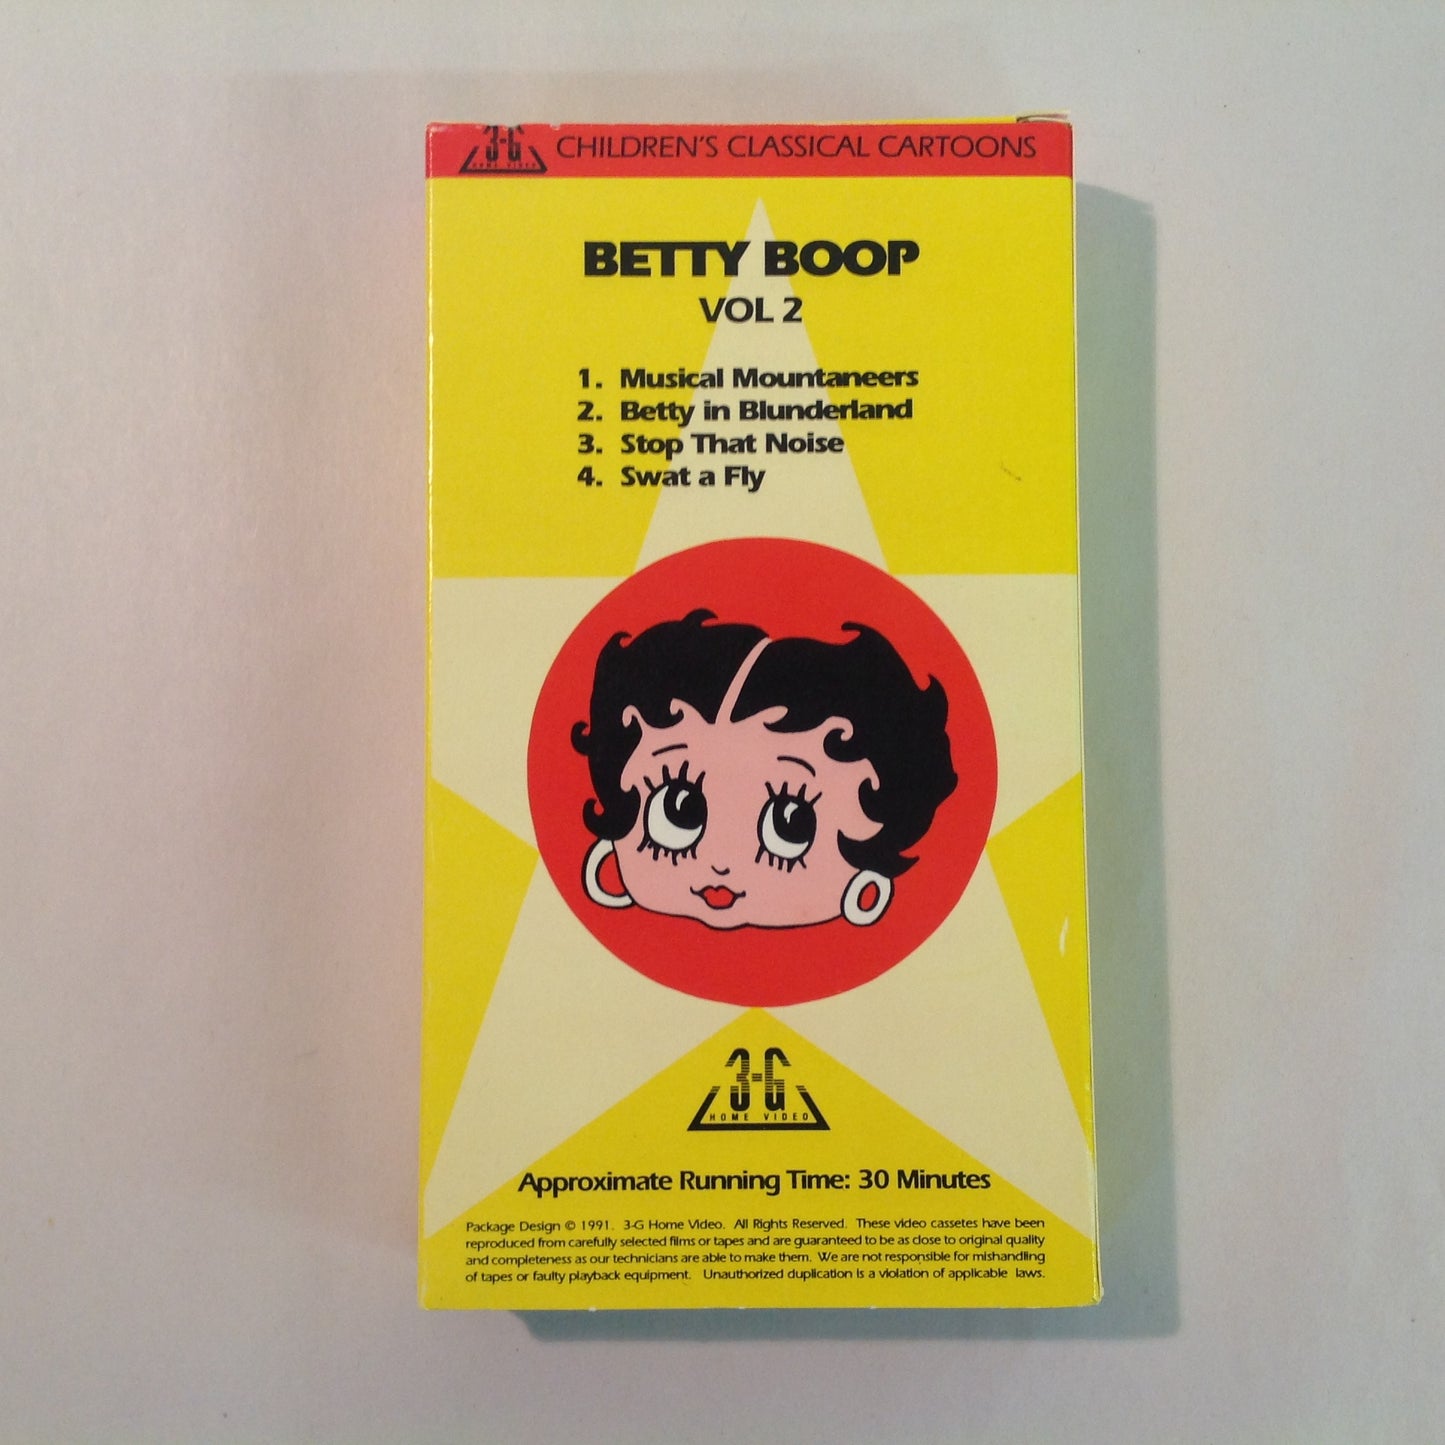 3-G HOME VIDEO CHILDREN'S CLASSICAL CARTOONS
BETTY BOOP
VOL 2
1. Musical Mountaneers
2. Betty in Blunderland
3. Stop That Noise
4. Swat a Fly
3-G
HOME VIDEO
Approximate Running Time: 30 Minutes
Package Design © 1991. 3-G Home Video. All Rights Reserved. These video cassetes have been
reproduced from carefully selected films or tapes and are guaranteed to be as close to original quality
and completeness as our technicians are able to make them. We are not responsible for mishandling
of tapes or faulty playback equipment. Unauthorized duplication is a violation of applicable laws.